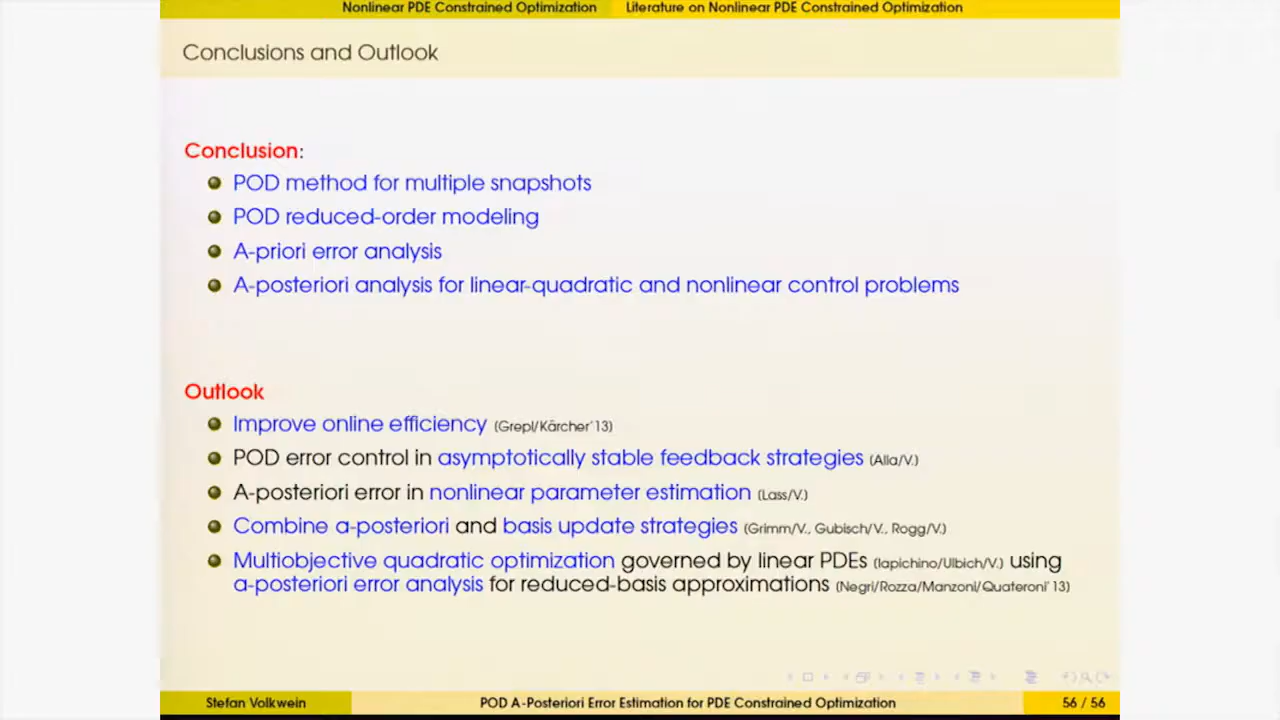 Nonlinear PDE Constrained Optimization Literature on Nonlinear PDE Constrained Optimization
Conclusions and Outlook
Conclusion:
POD method for multiple snapshots
POD reduced-order modeling
A-priori error analysis
A-posteriori analysis for linear-quadratic and nonlinear control problems
Outlook
Improve online efficiency (Grepl/Kärcher'13)
POD error control in asymptotically stable feedback strategies (Alla/V.)
A-posteriori error in nonlinear parameter estimation (Lass/V.)
Combine a-posteriori and basis update strategies (Grimm/V., Gubisch/V., Rogg/V.)
Multiobjective quadratic optimization governed by linear PDEs (Iapichino/Ulbich/V.) using
a-posteriori error analysis for reduced-basis approximations (Negri/Rozza/Manzoni/Quateroni'13)
Stefan Volkwein POD A-Posteriori Error Estimation for PDE Constrained Optimization 56 / 56